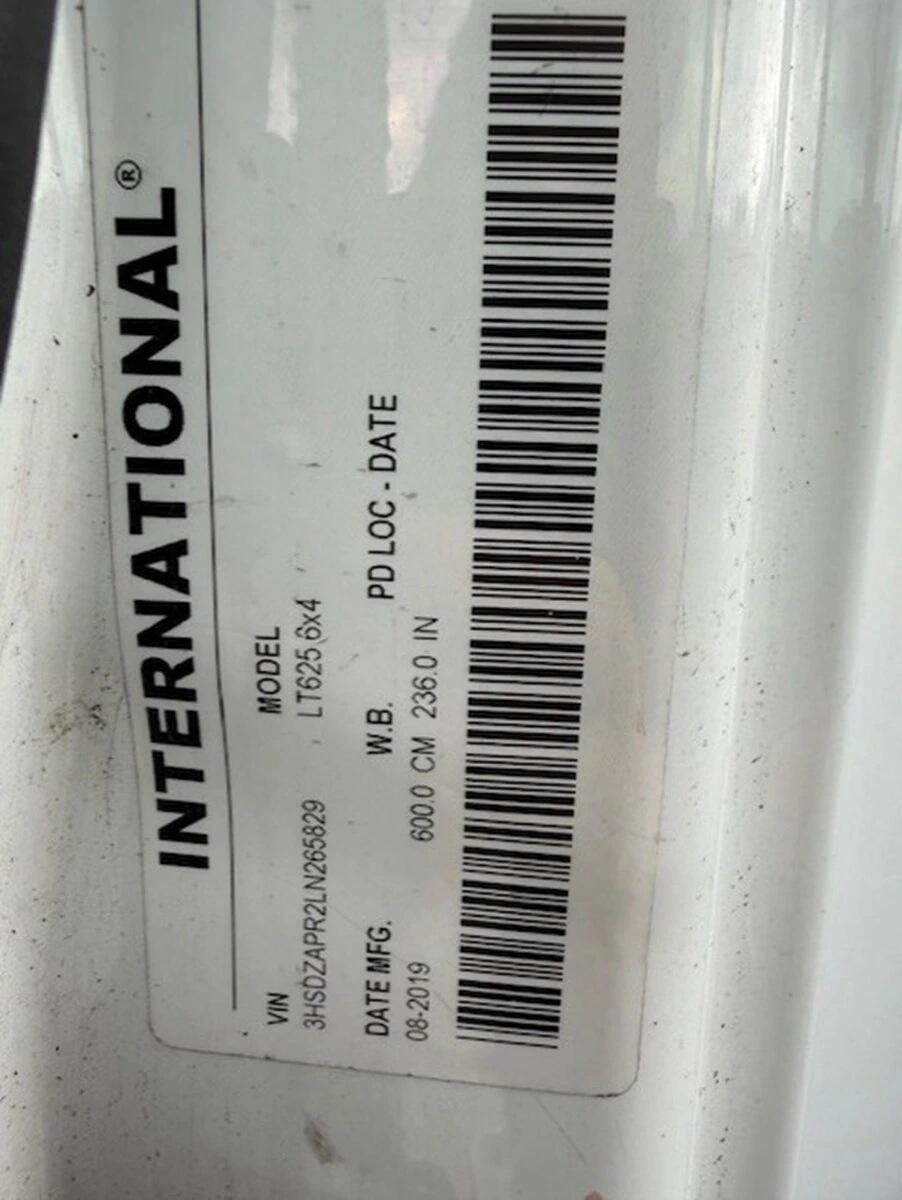 INTERNATIONAL®
VIN MODEL
3HSDZAPR2LN265829 LT625,6x4
DATE MFG. W.B. PD LOC - DATE
08-2019 600.0 CM 236.0 IN